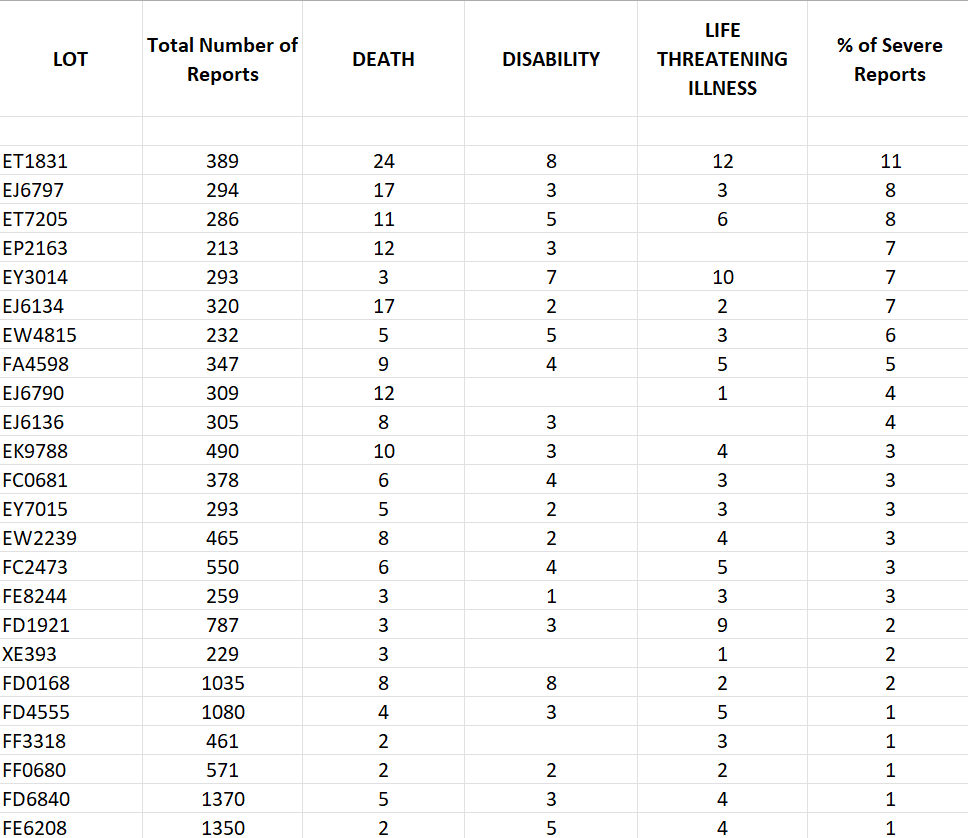 LOT Total Number of Reports DEATH DISABILITY LIFE THREATENING ILLNESS % of Severe Reports
ET1831 389 24 8 12 11
EJ6797 294 17 3 3 8
ET7205 286 11 5 6 8
EP2163 213 12 3 7
EY3014 293 3 7 10 7
EJ6134 320 17 2 2 7
EW4815 232 5 5 3 6
FA4598 347 9 4 5 5
EJ6790 309 12 1 4
EJ6136 305 8 3 4
EK9788 490 10 3 4 3
FC0681 378 6 4 3 3
EY7015 293 5 2 3 3
EW2239 465 8 2 4 3
FC2473 550 6 4 5 3
FE8244 259 3 1 3 3
FD1921 787 3 3 9 2
XE393 229 3 1 2
FD0168 1035 8 8 2 2
FD4555 1080 4 3 5 1
FF3318 461 2 3 1
FF0680 571 2 2 2 1
FD6840 1370 5 3 4 1
FE6208 1350 2 5 4 1